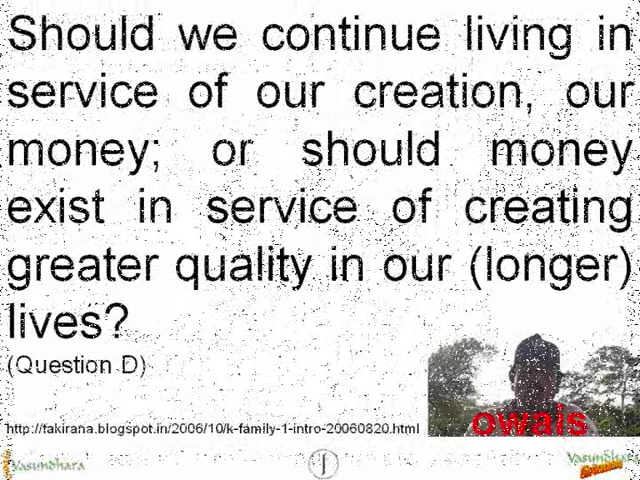 Should we continue living in
service of our creation, our
money; or should money
exist in service of creating
greater quality in our (longer)
lives?
(Question D)
owais
http://fakirana.blogspot.in/2006/10/k-family-1-intro-20060820.html
Vasundhara
Vasundhara